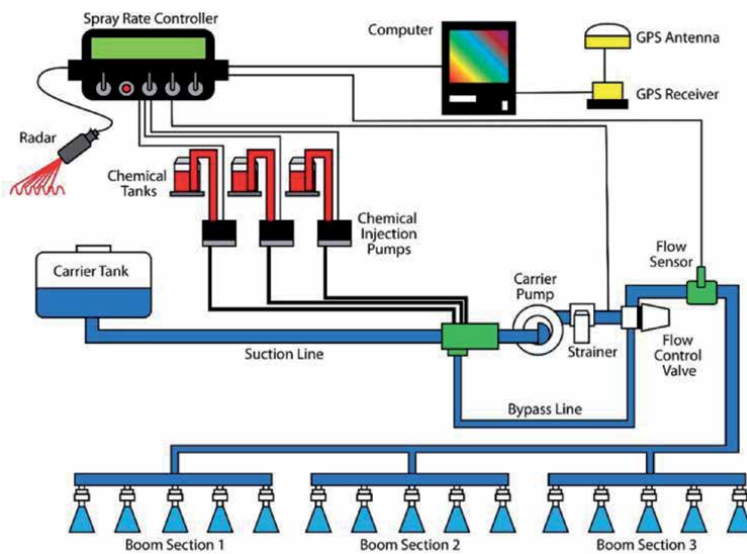 Spray Rate Controller
Computer
GPS Antenna
GPS Receiver
Radar
Chemical
Tanks
Chemical
Injection
Pumps
Flow
Sensor
Carrier Tank
Carrier
Pump
Suction Line
Strainer
Flow
Control
Valve
Bypass Line
Boom Section 1
Boom Section 2
Boom Section 3